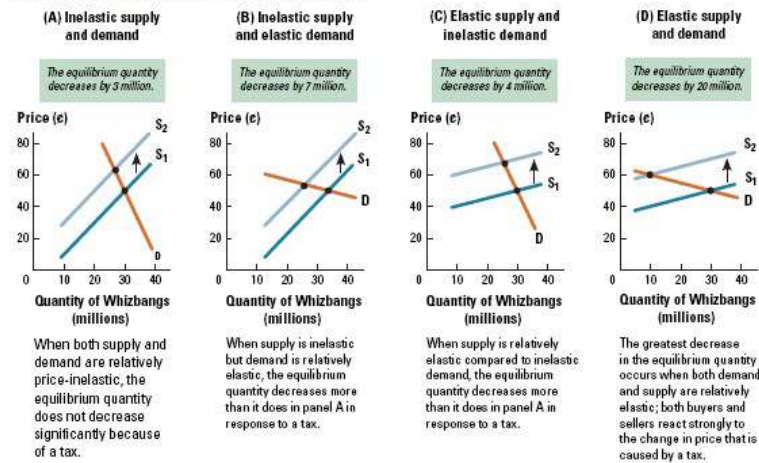 (A) Inelastic supply
and demand
The equilibrium quantity
decreases by 3 million.
Price (¢)
80
60
40
20
0
10
20
30
40
S2
S1
D
Quantity of Whizbangs
(millions)
When both supply and
demand are relatively
price-inelastic, the
equilibrium quantity
does not decrease
significantly because
of a tax.
(B) Inelastic supply
and elastic demand
The equilibrium quantity
decreases by 7 million.
Price (¢)
80
60
40
20
0
10
20
30
40
S2
S1
D
Quantity of Whizbangs
(millions)
When supply is inelastic
but demand is relatively
elastic, the equilibrium
quantity decreases more
than it does in panel A in
response to a tax.
(C) Elastic supply and
inelastic demand
The equilibrium quantity
decreases by 4 million.
Price (¢)
80
60
40
20
0
10
20
30
40
S2
S1
D
Quantity of Whizbangs
(millions)
When supply is relatively
elastic compared to inelastic
demand, the equilibrium
quantity decreases more
than it does in panel A in
response to a tax.
(D) Elastic supply
and demand
The equilibrium quantity
decreases by 20 million.
Price (¢)
80
60
40
20
0
10
20
30
40
S2
S1
D
Quantity of Whizbangs
(millions)
The greatest decrease
in the equilibrium quantity
occurs when both demand
and supply are relatively
elastic; both buyers and
sellers react strongly to
the change in price that is
caused by a tax.